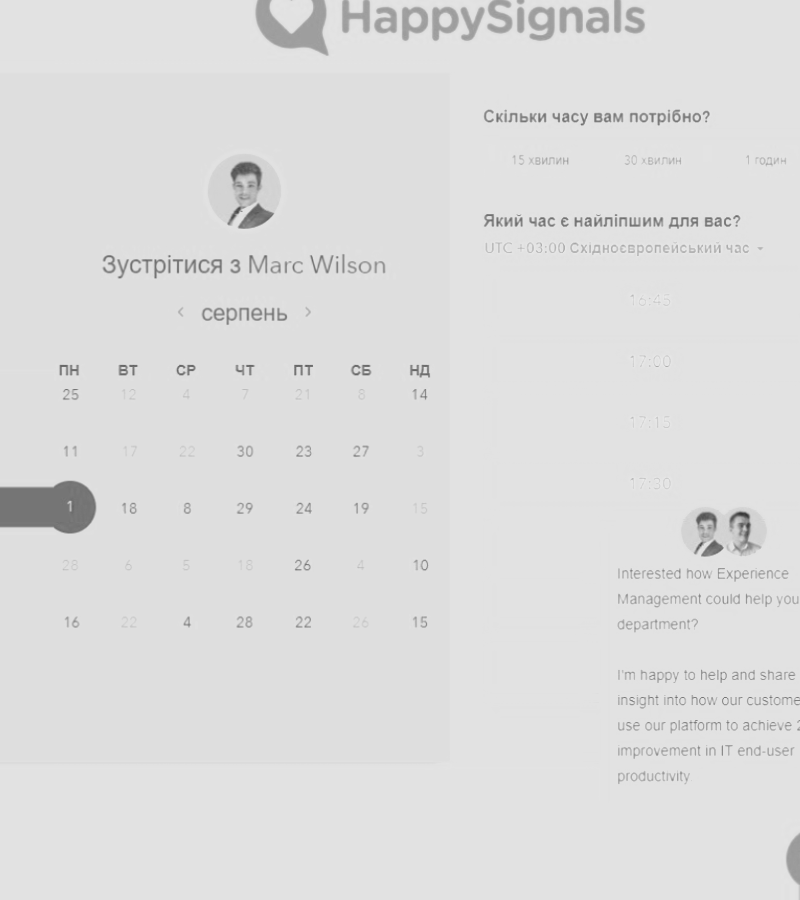 HappySignals
Зустрітися з Marc Wilson
серпень
ПН ВТ СР ЧТ ПТ СБ НД
25 12 4 7 21 8 14
11 17 22 30 23 27 3
1 18 8 29 24 19 15
28 6 5 18 26 4 10
16 22 4 28 22 26 15
Скільки часу вам потрібно?
15 хвилин 30 хвилин 1 годин
Який час є найліпшим для вас?
UTC +03:00 Східноєвропейський час
16:45
17:00
17:15
17:30
Interested how Experience
Management could help you
department?
I'm happy to help and share
insight into how our custome
use our platform to achieve 2
improvement in IT end-user
productivity.